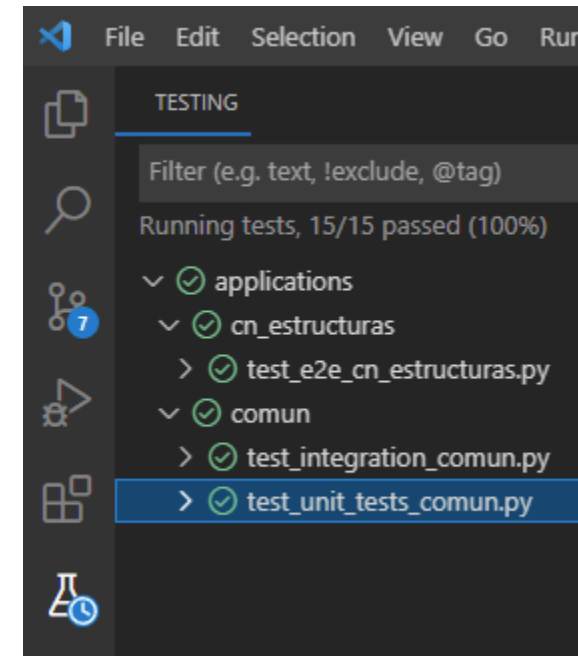 File Edit Selection View Go Run
TESTING
Filter (e.g. text, !exclude, @tag)
Running tests, 15/15 passed (100%)
applications
cn_estructuras
7
test_e2e_cn_estructuras.py
comun
test_integration_comun.py
test_unit_tests_comun.py